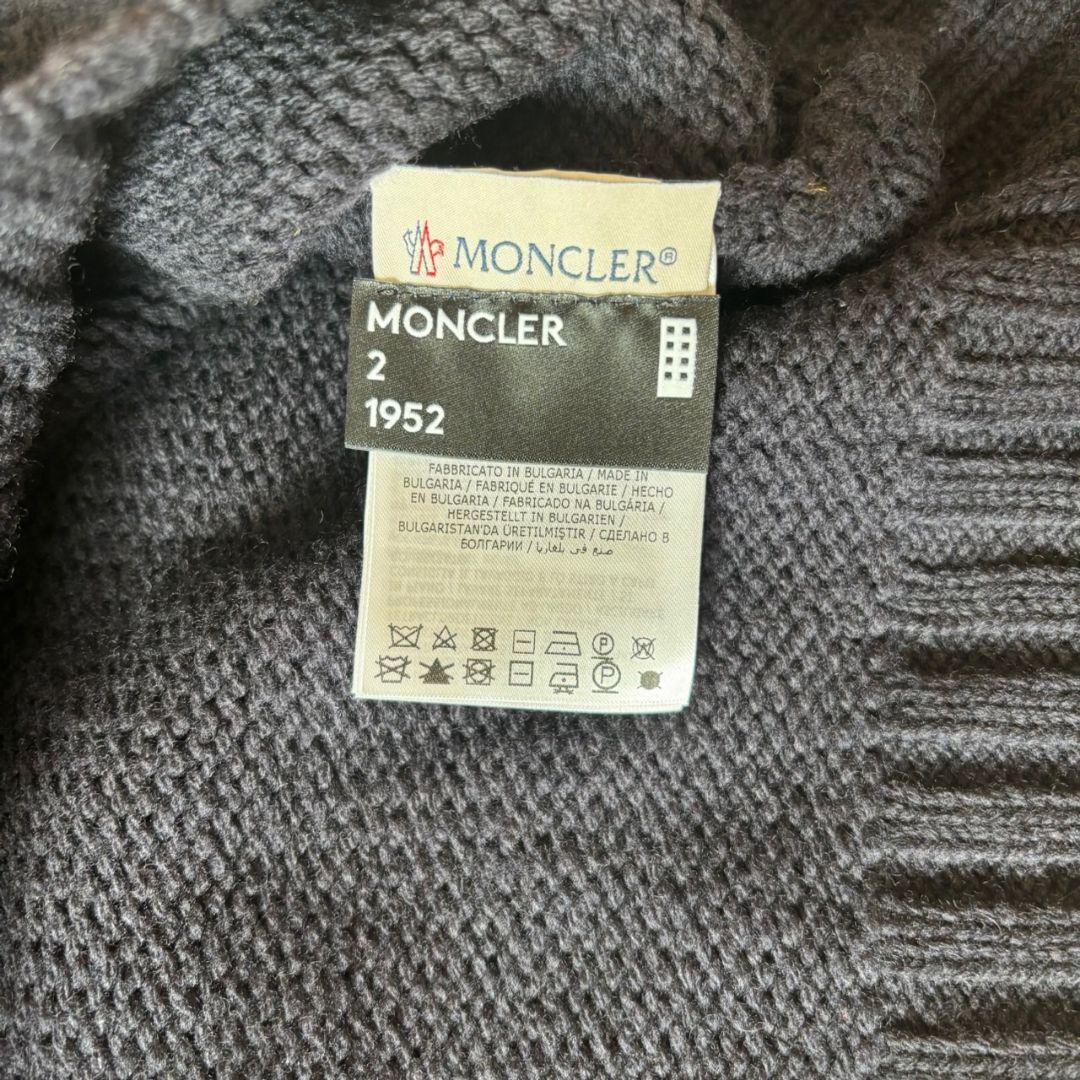 MONCLER®
MONCLER
2
1952
FABBRICATO IN BULGARIA / MADE IN
BULGARIA / FABRIQUÉ EN BULGARIE / HECHO
EN BULGARIA / FABRICADO NA BULGÁRIA /
HERGESTELLT IN BULGARIEN /
BULGARISTAN'DA ÜRETILMIŞTIR / СДЕЛАНО В
БОЛГАРИИ / صنع في بلغاريا
P
P